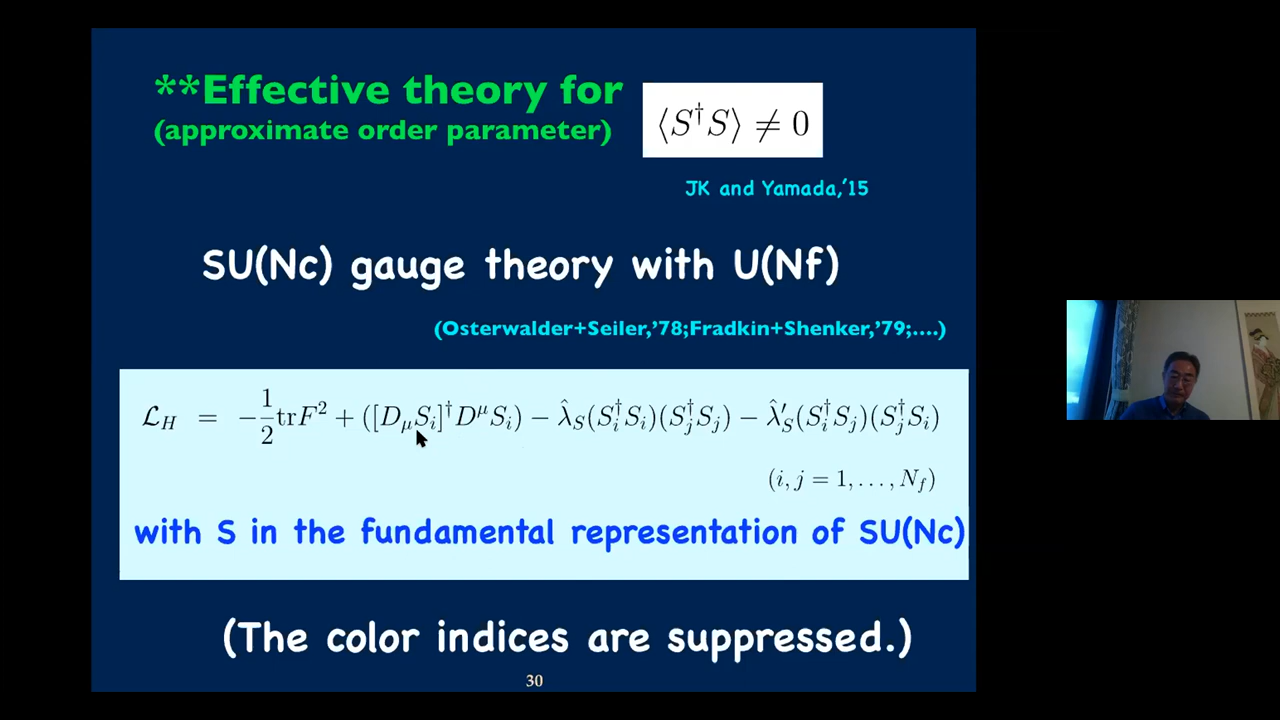 **Effective theory for ⟨S†S⟩ ≠ 0
(approximate order parameter)
JK and Yamada,'15
SU(Nc) gauge theory with U(Nf)
(Osterwalder+Seiler,'78;Fradkin+Shenker,'79;....)
ℒ_H = −1/2 trF² + ([D_μS_i]†D^μS_i) − λ̂_S(S_i†S_i)(S_j†S_j) − λ̂′_S(S_i†S_j)(S_j†S_i)
(i, j = 1, . . . , N_f)
with S in the fundamental representation of SU(Nc)
(The color indices are suppressed.)
30